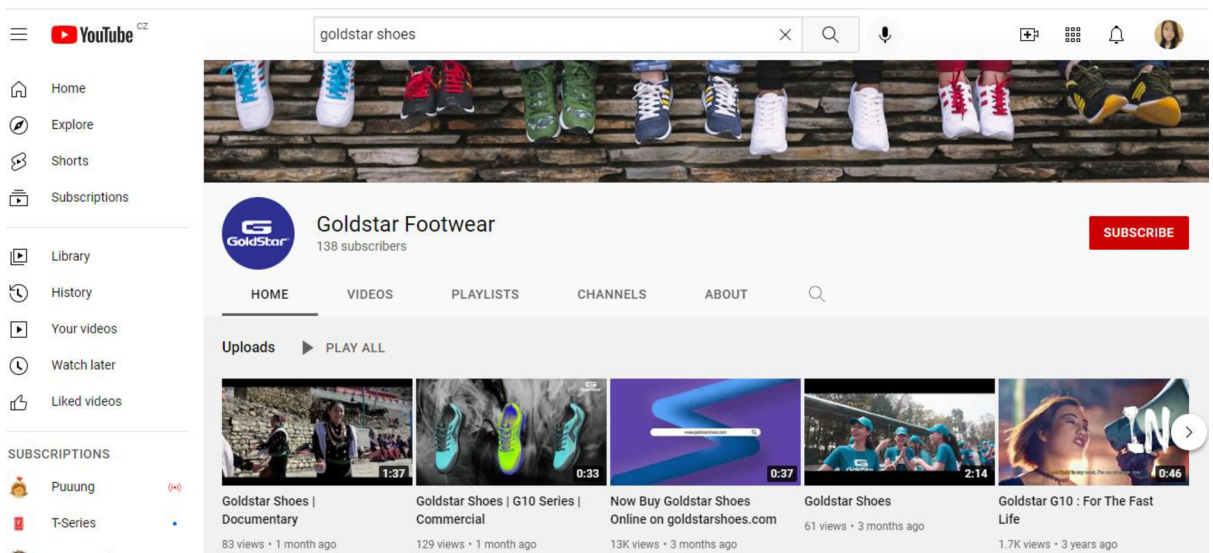 YouTube CZ
goldstar shoes
Home
Explore
Shorts
Subscriptions
Library
History
Your videos
Watch later
Liked videos
SUBSCRIPTIONS
Puuung
T-Series
GoldStar
Goldstar Footwear
138 subscribers
SUBSCRIBE
HOME VIDEOS PLAYLISTS CHANNELS ABOUT
Uploads PLAY ALL
1:37
Goldstar Shoes |
Documentary
83 views • 1 month ago
0:33
Goldstar Shoes | G10 Series |
Commercial
129 views • 1 month ago
www.goldstarshoes.com
0:37
Now Buy Goldstar Shoes
Online on goldstarshoes.com
13K views • 3 months ago
2:14
Goldstar Shoes
61 views • 3 months ago
IN
0:46
Goldstar G10 : For The Fast
Life
1.7K views • 3 years ago